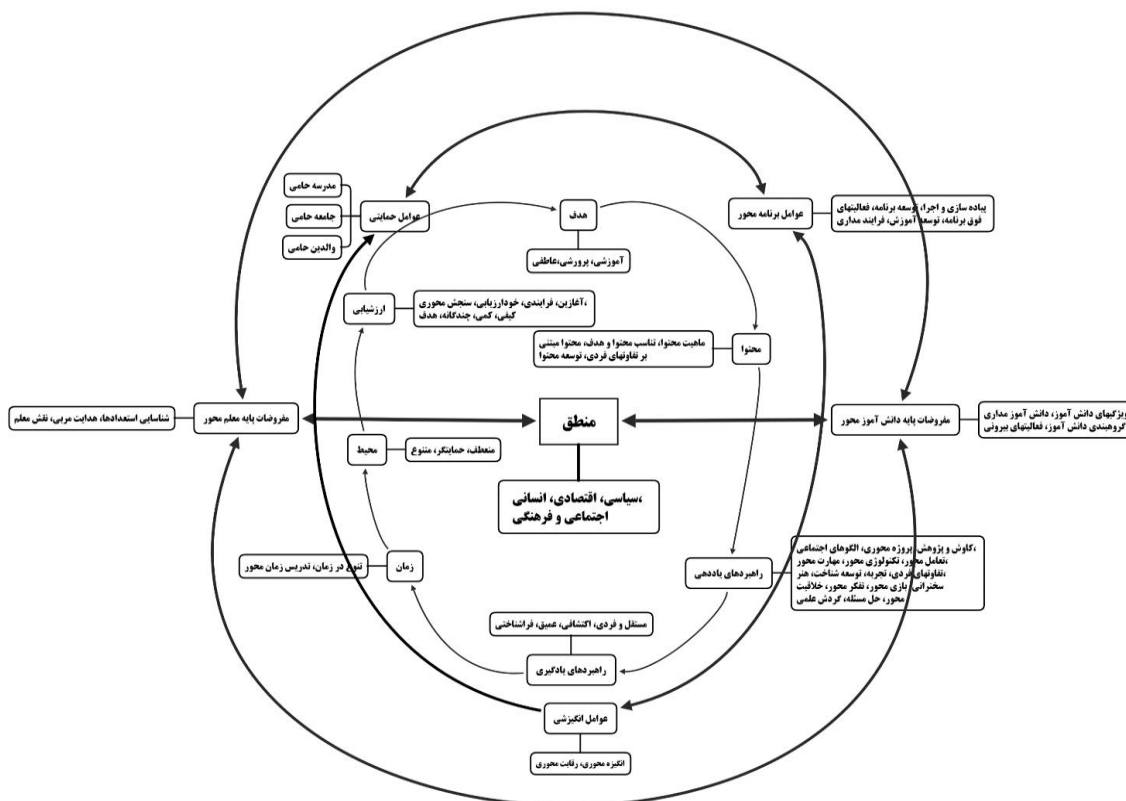 مدرسه حامی
عوامل حمایتی
جامعه حامی
والدین حامی
هدف
آموزشی، پرورشی،عاطفی
عوامل برنامه محور
پیاده سازی و اجرا، توسعه برنامه، فعالیتهای
فوق برنامه، توسعه آموزش، فرایند مداری
ارزشیابی
آغازین، فرایندی، خودارزیابی، سنجش محوری،
کیفی، کمی، چندگانه، هدف
محتوا
ماهیت محتوا، تناسب محتوا و هدف، محتوا مبتنی
بر تفاوتهای فردی، توسعه محتوا
مفروضات پایه دانش آموز محور
ویژگیهای دانش آموز، دانش آموز مداری
گروهبندی دانش آموز، فعالیتهای بیرونی
منطق
سیاسی، اقتصادی، انسانی،
اجتماعی و فرهنگی
مفروضات پایه معلم محور
شناسایی استعدادها، هدایت مربی، نقش معلم
محیط
منعطف، حمایتگر، متنوع
زمان
تنوع در زمان، تدریس زمان محور
راهبردهای یاددهی
کاوش و پژوهش، پروژه محوری، الگوهای اجتماعی،
تعامل محور، تکنولوژی محور، مهارت محور،
تفاوتهای فردی، تجربه، توسعه شناخت، هنر،
سخنرانی، بازی محور، تفکر محور، خلاقیت
محور، حل مسئله، گردش علمی
مستقل و فردی، اکتشافی، عمیق، فراشناختی
راهبردهای یادگیری
عوامل انگیزشی
انگیزه محوری، رقابت محوری